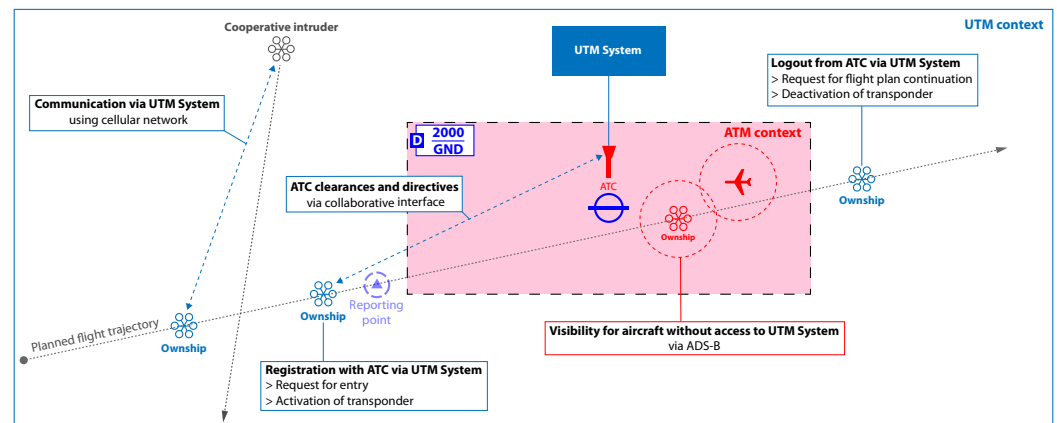 Cooperative intruder
UTM context
UTM System
Logout from ATC via UTM System
> Request for flight plan continuation
> Deactivation of transponder
Communication via UTM System
using cellular network
D 2000
GND
ATM context
ATC clearances and directives
via collaborative interface
ATC
Ownship
Ownship
Ownship
Reporting
point
Planned flight trajectory
Ownship
Visibility for aircraft without access to UTM System
via ADS-B
Registration with ATC via UTM System
> Request for entry
> Activation of transponder